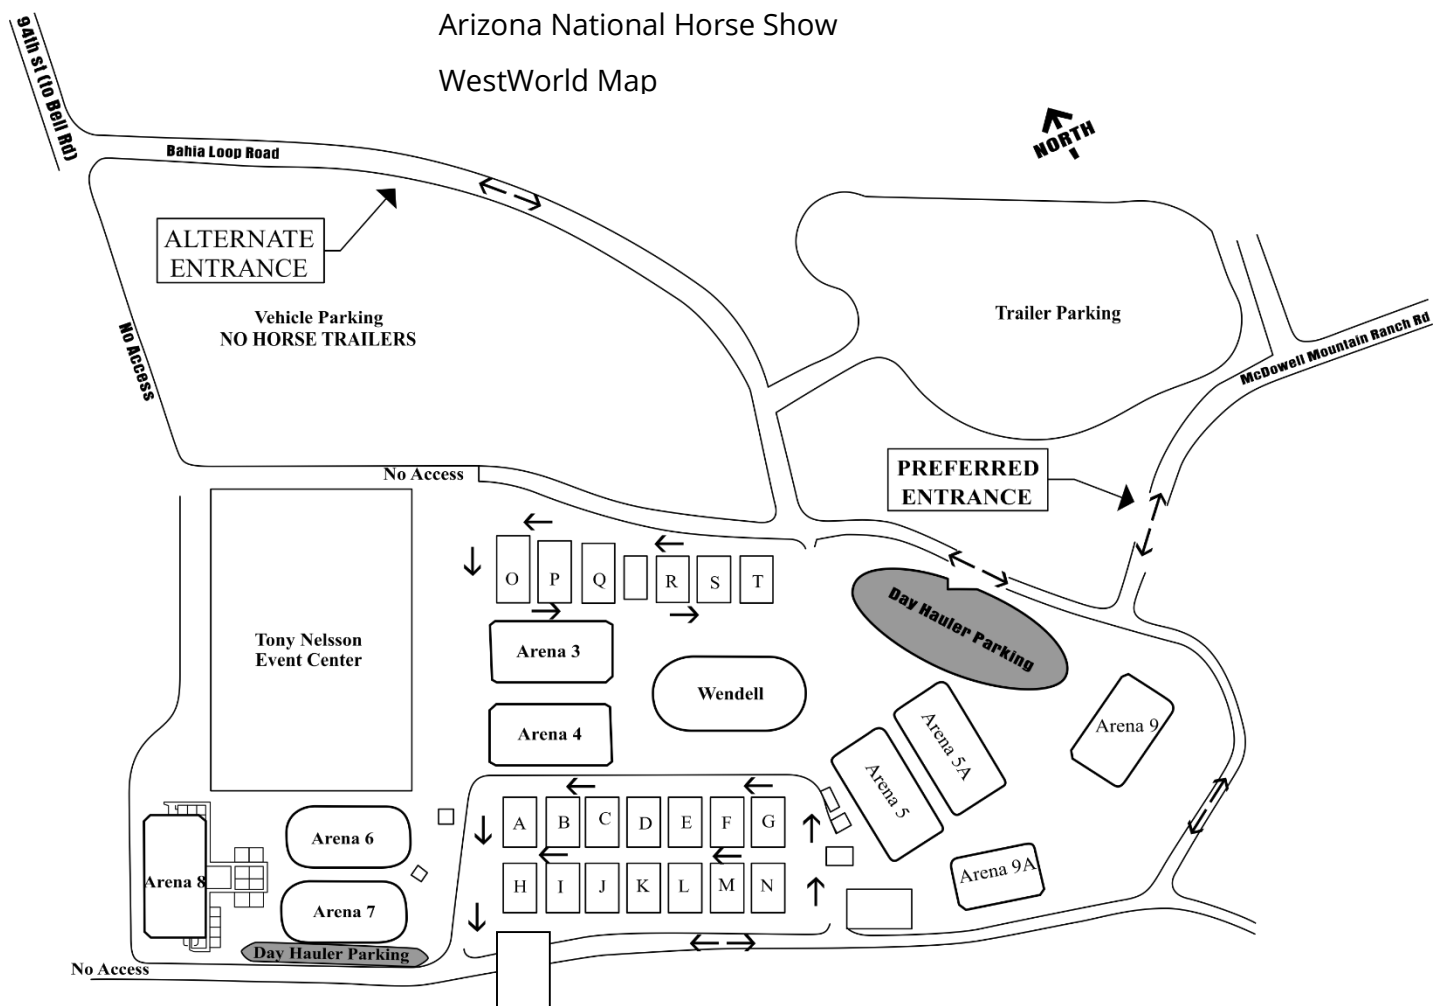 Arizona National Horse Show
WestWorld Map
94th st (to Bell Rd)
NORTH
Bahia Loop Road
ALTERNATE
ENTRANCE
Vehicle Parking
NO HORSE TRAILERS
Trailer Parking
McDowell Mountain Ranch Rd
No Access
No Access
PREFERRED
ENTRANCE
O
P
Q
R
S
T
Day Hauler Parking
Tony Nelsson
Event Center
Arena 3
Wendell
Arena 4
Arena 5A
Arena 9
Arena 5
A
B
C
D
E
F
G
Arena 6
Arena 8
H
I
J
K
L
M
N
Arena 9A
Arena 7
Day Hauler Parking
No Access